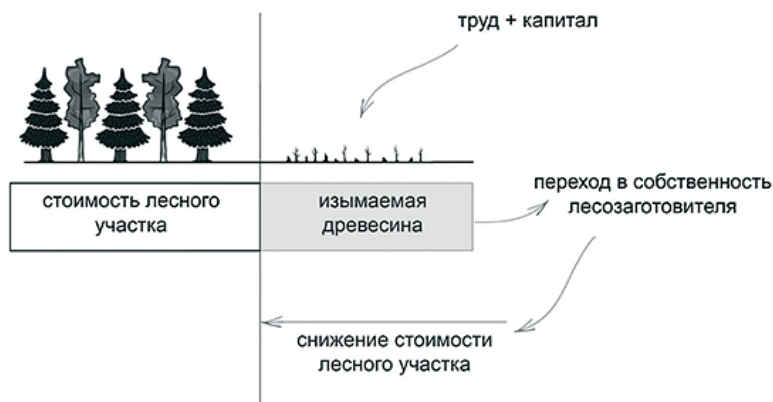 труд + капитал
стоимость лесного
участка
изымаемая
древесина
переход в собственность
лесозаготовителя
снижение стоимости
лесного участка